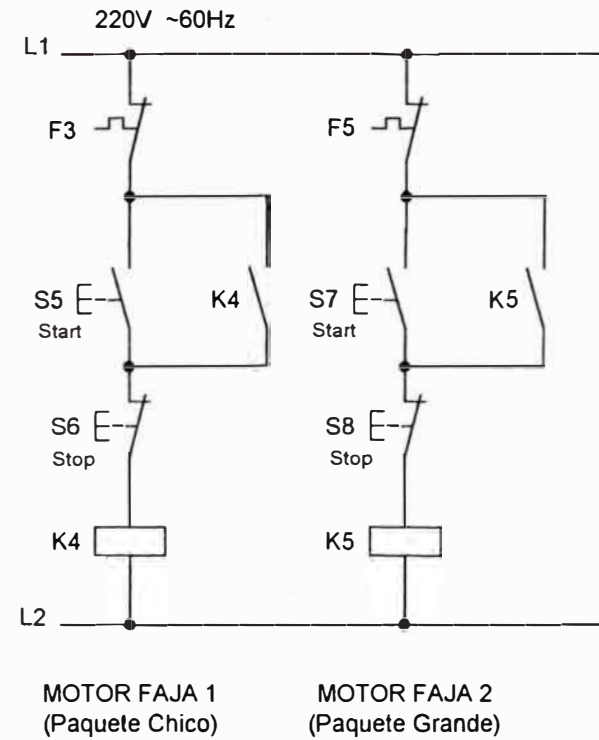 220V ~60Hz
L1
F3
F5
S5
Start
K4
S7
Start
K5
S6
Stop
S8
Stop
K4
K5
L2
MOTOR FAJA 1
(Paquete Chico)
MOTOR FAJA 2
(Paquete Grande)